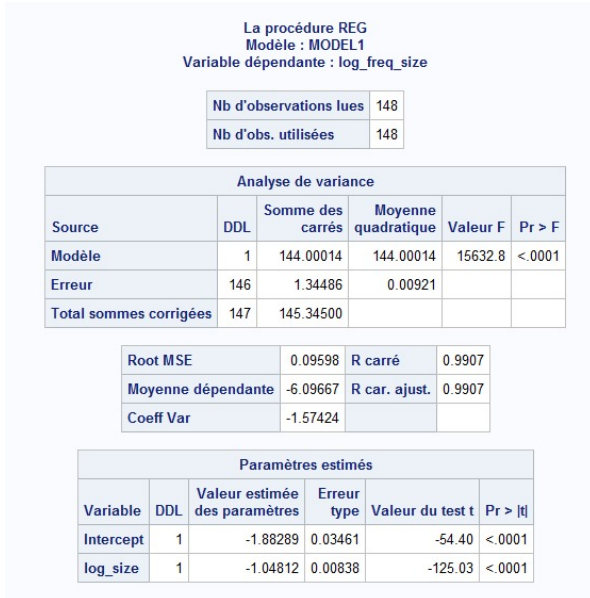 La procédure REG
Modèle : MODEL1
Variable dépendante : log_freq_size
Nb d'observations lues 148
Nb d'obs. utilisées 148
Analyse de variance
Source DDL Somme des carrés Moyenne quadratique Valeur F Pr > F
Modèle 1 144.00014 144.00014 15632.8 <.0001
Erreur 146 1.34486 0.00921
Total sommes corrigées 147 145.34500
Root MSE 0.09598 R carré 0.9907
Moyenne dépendante -6.09667 R car. ajust. 0.9907
Coeff Var -1.57424
Paramètres estimés
Variable DDL Valeur estimée des paramètres Erreur type Valeur du test t Pr > |t|
Intercept 1 -1.88289 0.03461 -54.40 <.0001
log_size 1 -1.04812 0.00838 -125.03 <.0001